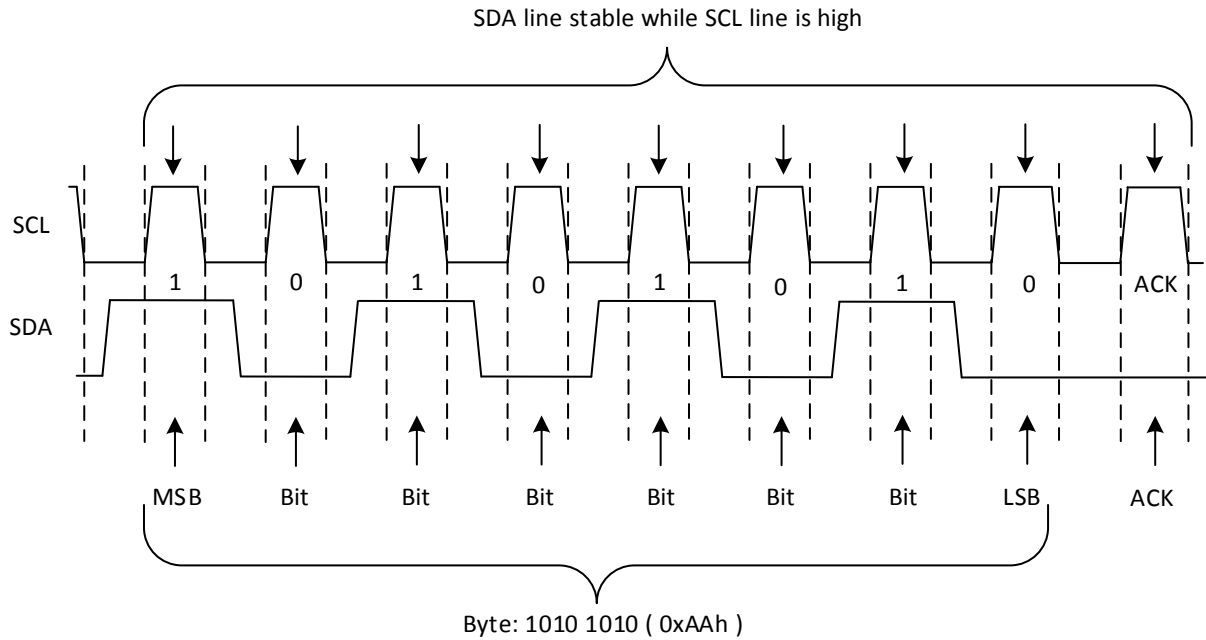 SDA line stable while SCL line is high
SCL
1 0 1 0 1 0 1 0 ACK
SDA
MSB Bit Bit Bit Bit Bit Bit LSB ACK
Byte: 1010 1010 ( 0xAAh )